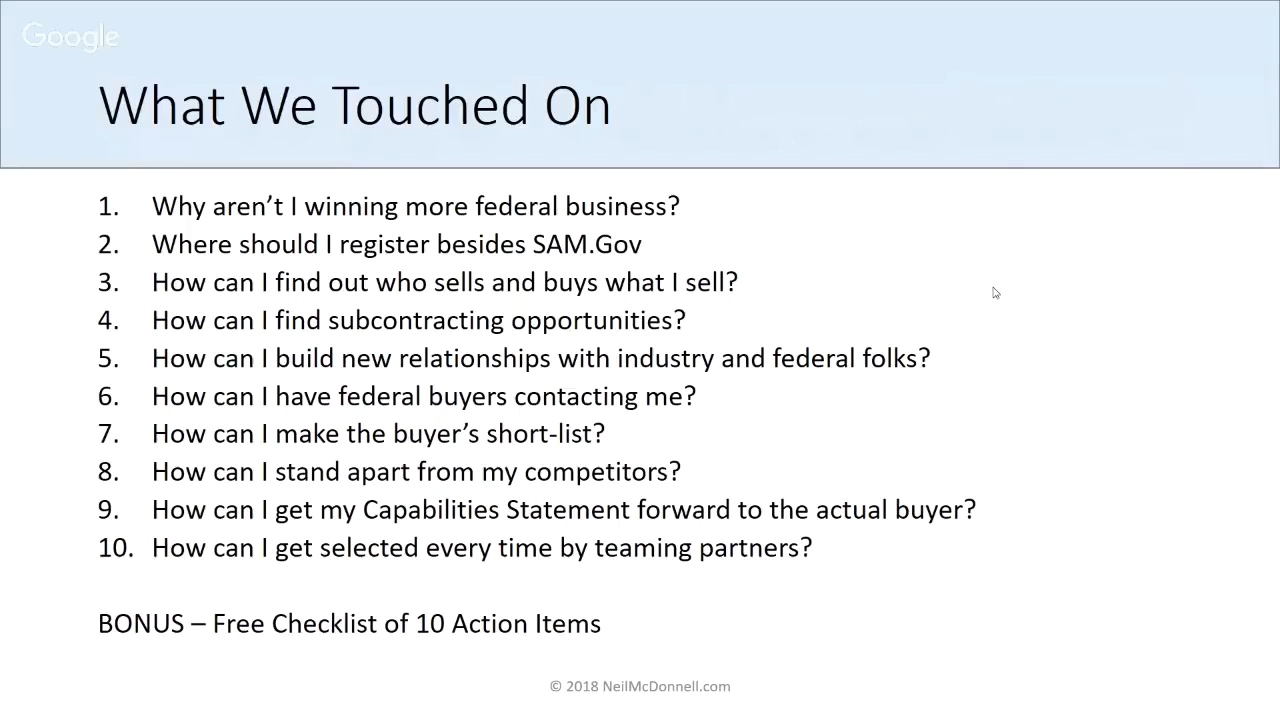 Google
What We Touched On
1. Why aren’t I winning more federal business?
2. Where should I register besides SAM.Gov
3. How can I find out who sells and buys what I sell?
4. How can I find subcontracting opportunities?
5. How can I build new relationships with industry and federal folks?
6. How can I have federal buyers contacting me?
7. How can I make the buyer’s short-list?
8. How can I stand apart from my competitors?
9. How can I get my Capabilities Statement forward to the actual buyer?
10. How can I get selected every time by teaming partners?
BONUS – Free Checklist of 10 Action Items
© 2018 NeilMcDonnell.com